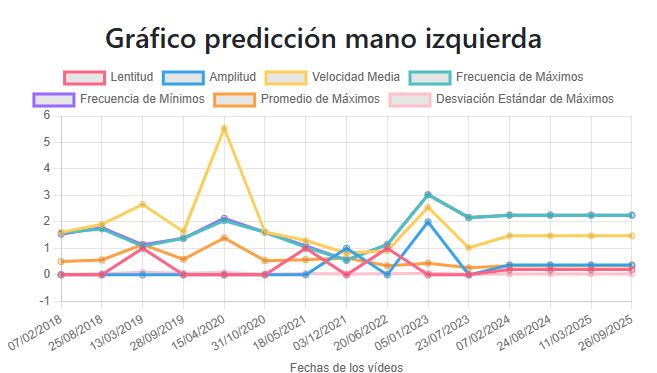 Gráfico predicción mano izquierda
Lentitud Amplitud Velocidad Media Frecuencia de Máximos
Frecuencia de Mínimos Promedio de Máximos Desviación Estándar de Máximos
6
5
4
3
2
1
0
-1
07/02/2018 25/08/2018 13/03/2019 28/09/2019 15/04/2020 31/10/2020 18/05/2021 03/12/2021 20/06/2022 05/01/2023 23/07/2023 07/02/2024 24/08/2024 11/03/2025 26/09/2025
Fechas de los vídeos